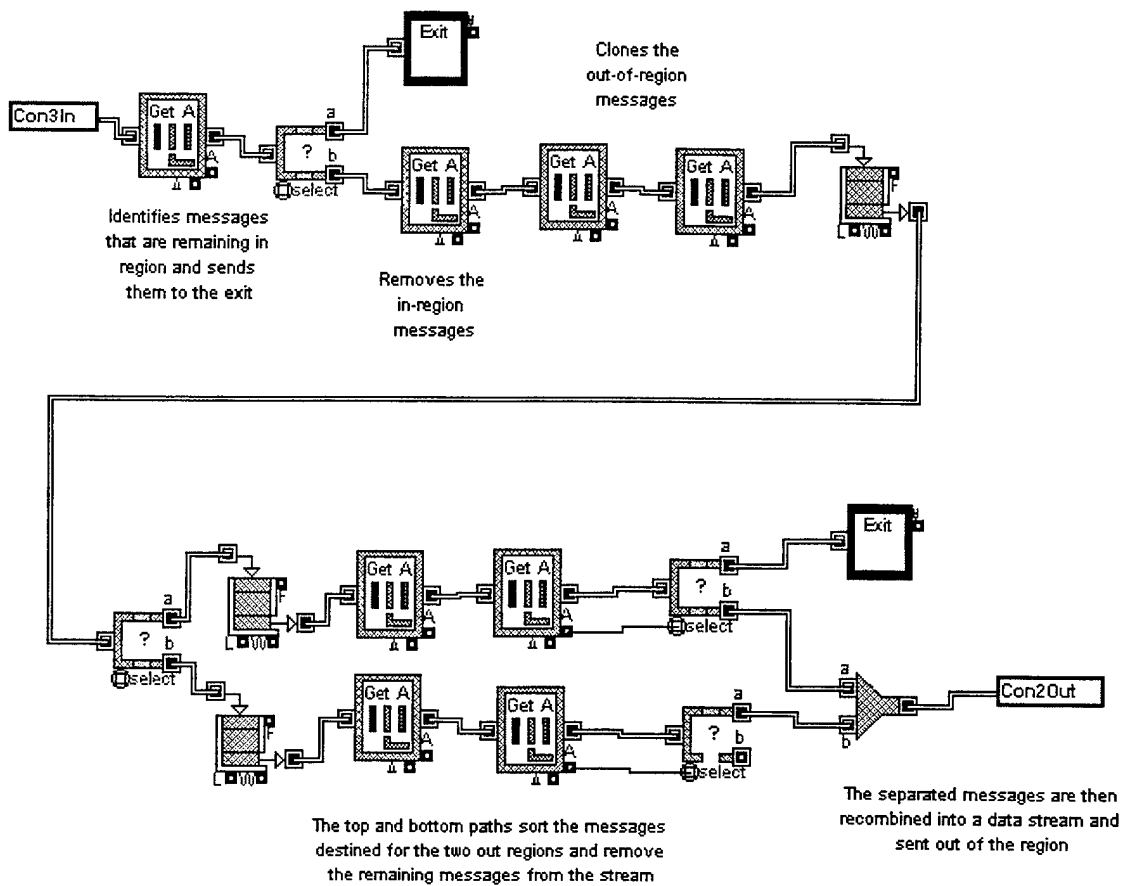 Exit
Clones the
out-of-region
messages
Con3In
Get A
a
?
b
select
A
Get A
A
Get A
A
Get A
A
F
L
W
Identifies messages
that are remaining in
region and sends
them to the exit
Removes the
in-region
messages
Exit
a
?
b
select
F
L
W
Get A
A
Get A
A
a
?
b
select
F
L
W
Get A
A
Get A
A
a
?
b
select
a
b
Con2Out
The separated messages are then
recombined into a data stream and
sent out of the region
The top and bottom paths sort the messages
destined for the two out regions and remove
the remaining messages from the stream